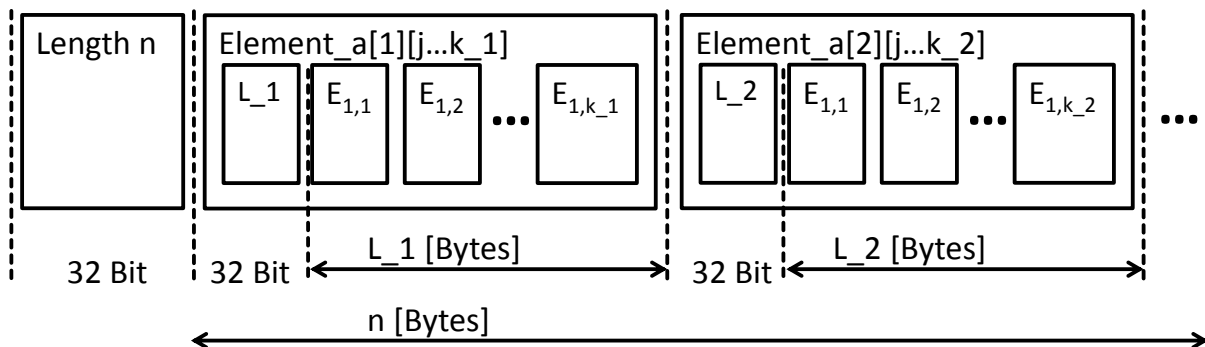 Length n
Element_a[1][j…k_1]
L_1
E1,1
E1,2
...
E1,k_1
Element_a[2][j…k_2]
L_2
E1,1
E1,2
...
E1,k_2
...
32 Bit
32 Bit
L_1 [Bytes]
32 Bit
L_2 [Bytes]
n [Bytes]